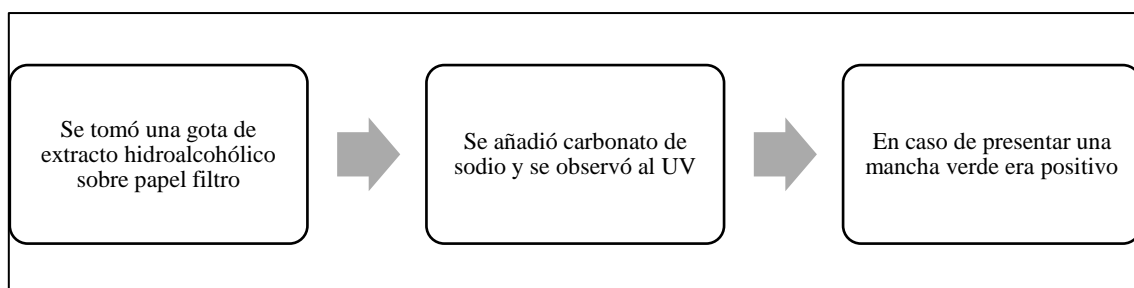 Se tomó una gota de
extracto hidroalcohólico
sobre papel filtro
Se añadió carbonato de
sodio y se observó al UV
En caso de presentar una
mancha verde era positivo